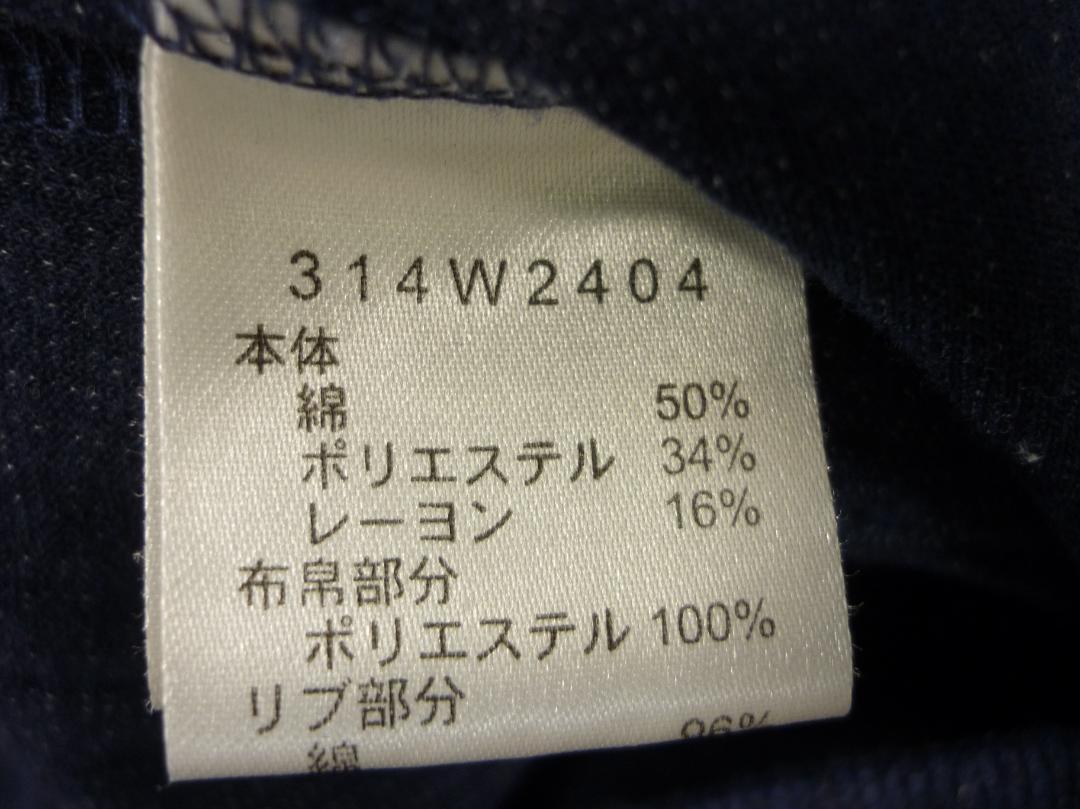 314W2404
本体
綿 50%
ポリエステル 34%
レーヨン 16%
布帛部分
ポリエステル 100%
リブ部分
綿